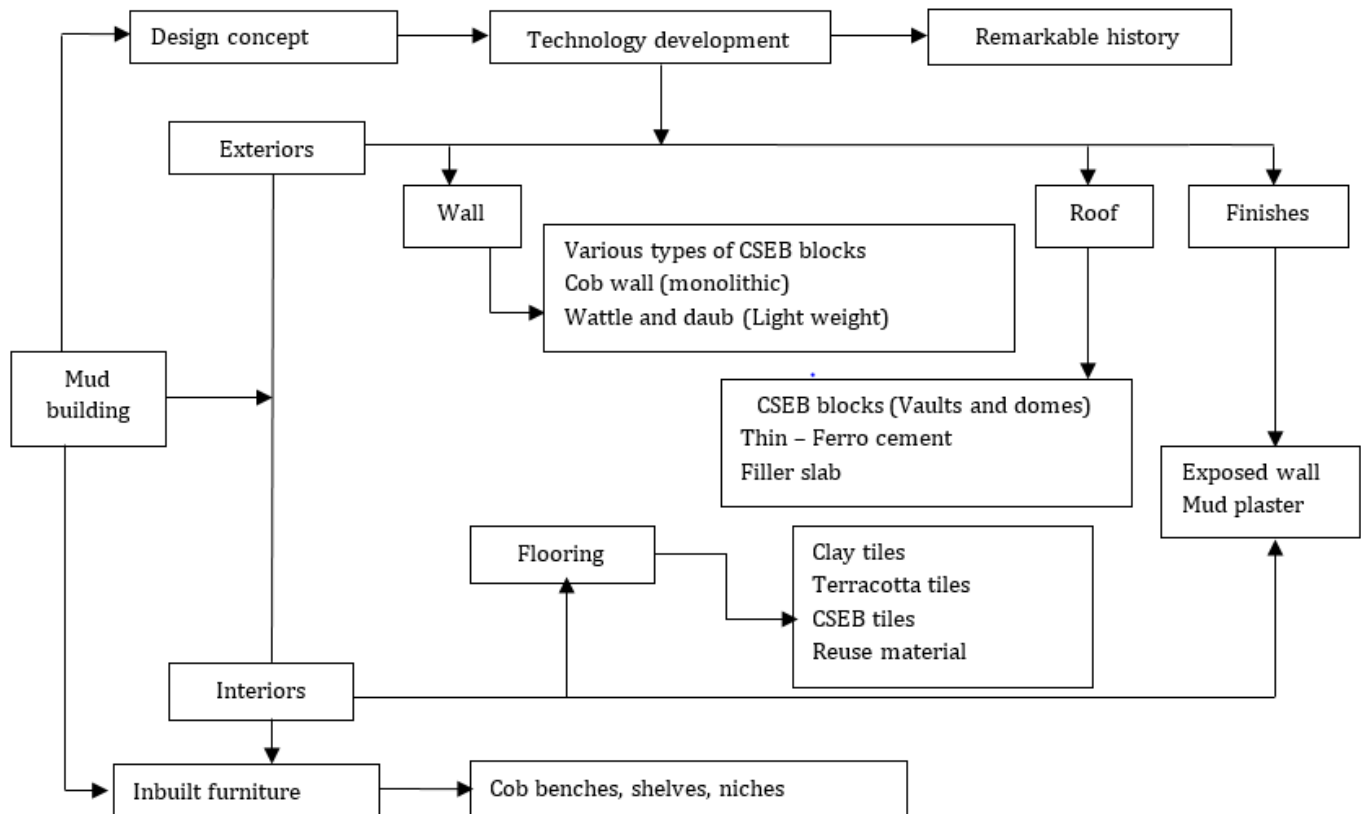 Design concept
Technology development
Remarkable history
Exteriors
Wall
Roof
Finishes
Various types of CSEB blocks
Cob wall (monolithic)
Wattle and daub (Light weight)
Mud
building
CSEB blocks (Vaults and domes)
Thin – Ferro cement
Filler slab
Exposed wall
Mud plaster
Flooring
Clay tiles
Terracotta tiles
CSEB tiles
Reuse material
Interiors
Inbuilt furniture
Cob benches, shelves, niches